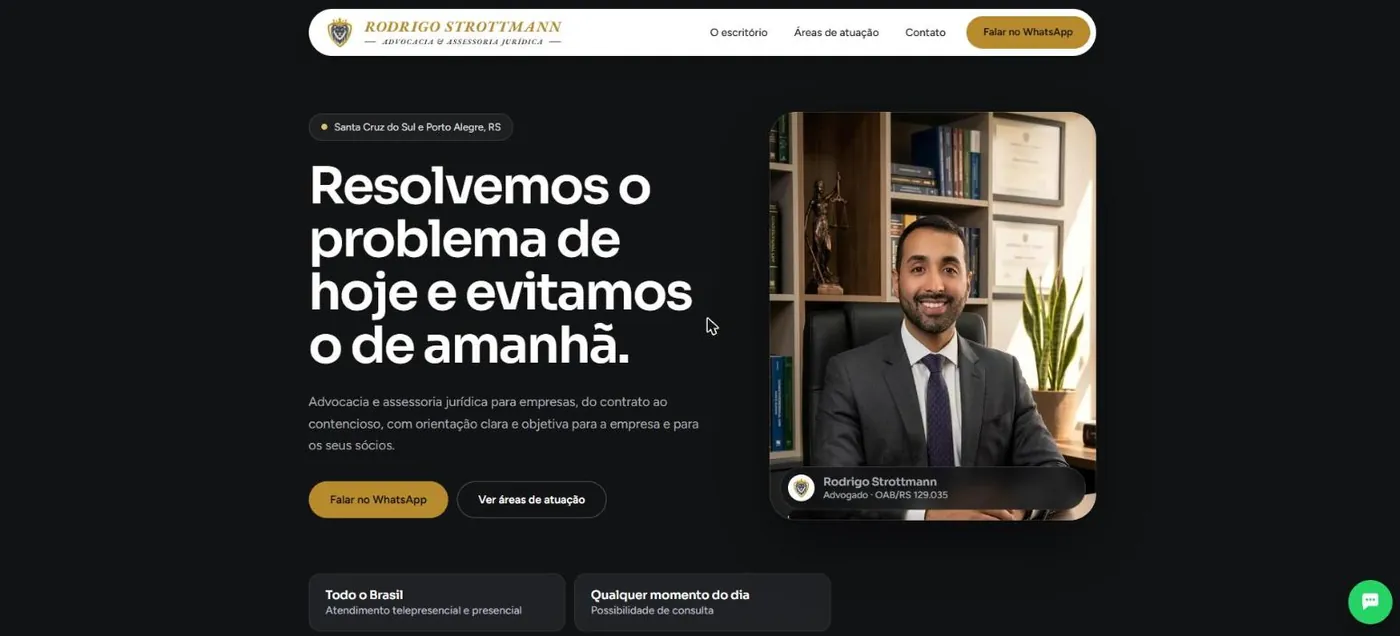 RODRIGO STROTTMANN
ADVOCACIA & ASSESSORIA JURÍDICA
O escritório
Áreas de atuação
Contato
Falar no WhatsApp
Santa Cruz do Sul e Porto Alegre, RS
Resolvemos o
problema de
hoje e evitamos
o de amanhã.
Advocacia e assessoria jurídica para empresas, do contrato ao
contencioso, com orientação clara e objetiva para a empresa e para
os seus sócios.
Falar no WhatsApp
Ver áreas de atuação
Rodrigo Strottmann
Advogado · OAB/RS 129.035
Todo o Brasil
Atendimento telepresencial e presencial
Qualquer momento do dia
Possibilidade de consulta